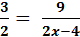 3/2 = 9/(2x−4)